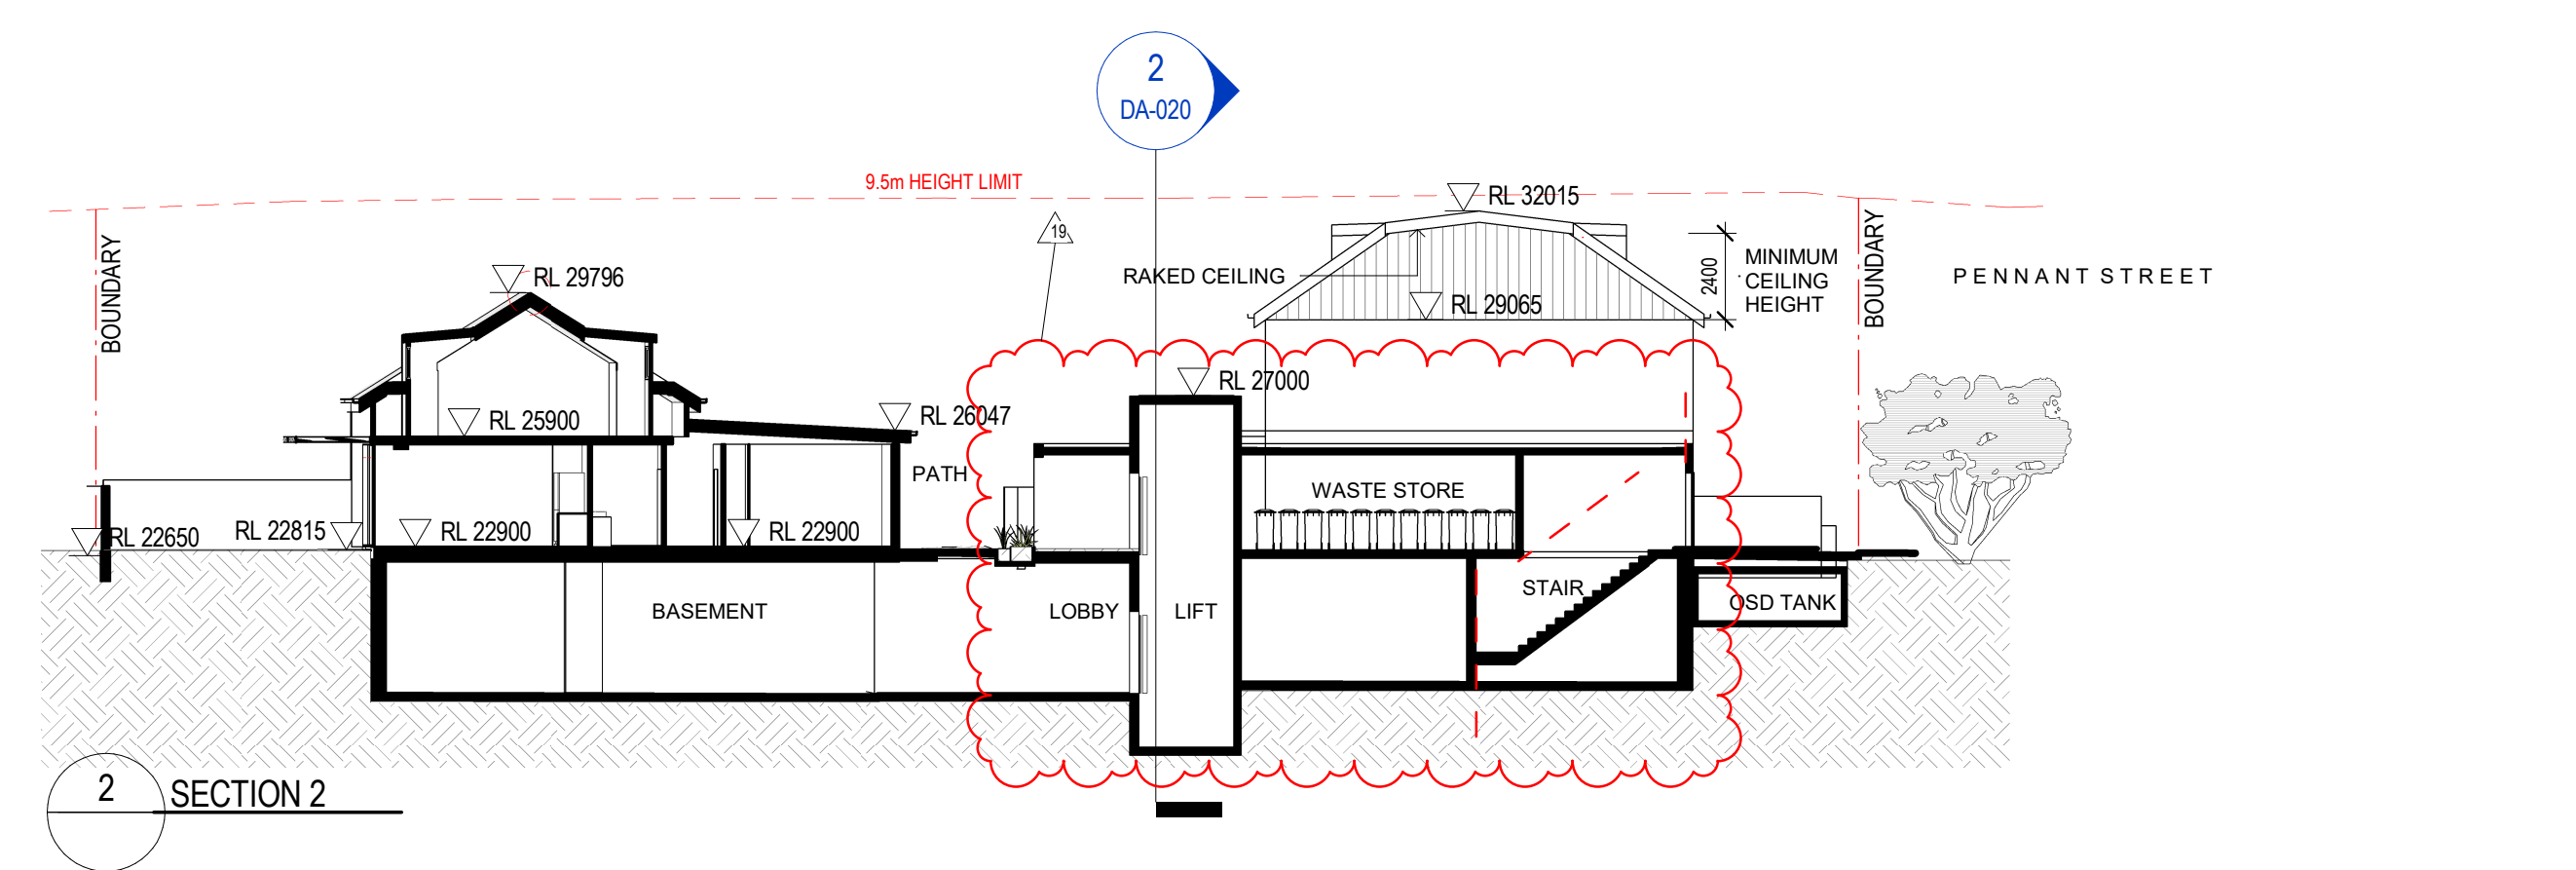 2
DA-020
9.5m HEIGHT LIMIT
RL 32015
19
BOUNDARY
RL 29796
RAKED CEILING
RL 29065
2400
MINIMUM
CEILING
HEIGHT
BOUNDARY
PENNANT STREET
RL 27000
RL 25900
RL 26047
PATH
WASTE STORE
RL 22650
RL 22815
RL 22900
RL 22900
BASEMENT
LOBBY
LIFT
STAIR
OSD TANK
2
SECTION 2